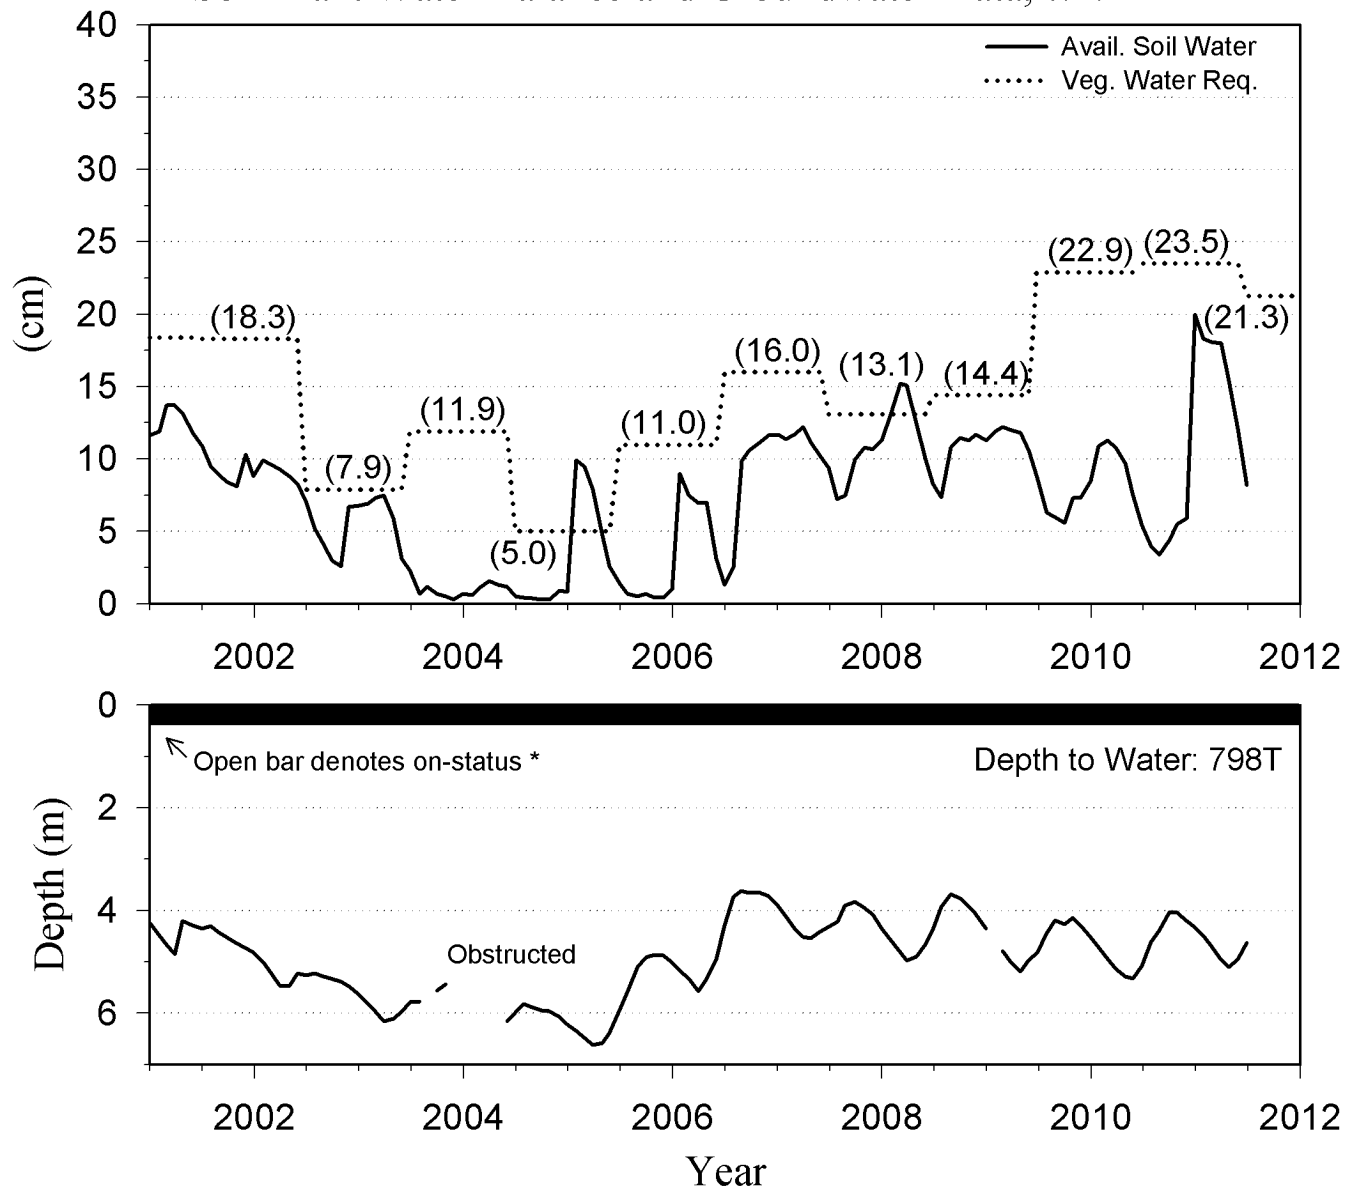 40
Avail. Soil Water
Veg. Water Req.
35
30
25
(22.9) (23.5)
20
(18.3)
(21.3)
(cm)
(16.0)
(13.1)
(14.4)
15
(11.9)
(11.0)
10
(7.9)
5
(5.0)
0
2002 2004 2006 2008 2010 2012
0
Open bar denotes on-status *
Depth to Water: 798T
2
Depth (m)
4
Obstructed
6
2002 2004 2006 2008 2010 2012
Year